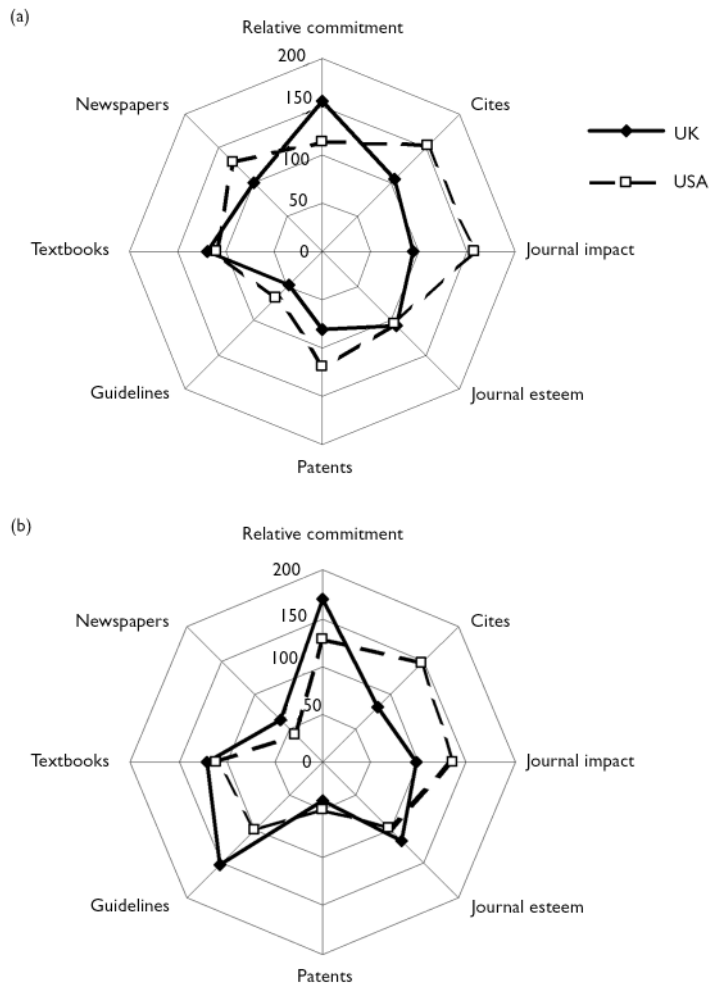 (a)
Relative commitment
200
Newspapers
150
Cites
UK
100
USA
50
Textbooks
0
Journal impact
Guidelines
Journal esteem
Patents
(b)
Relative commitment
200
Newspapers
Cites
150
100
50
Textbooks
0
Journal impact
Guidelines
Journal esteem
Patents